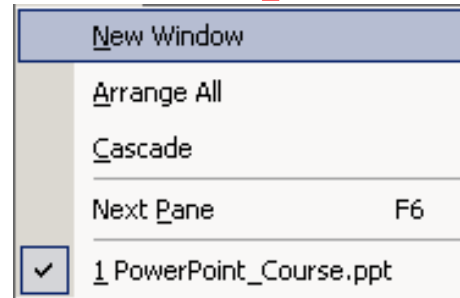 New Window
Arrange All
Cascade
Next Pane F6
1 PowerPoint_Course.ppt